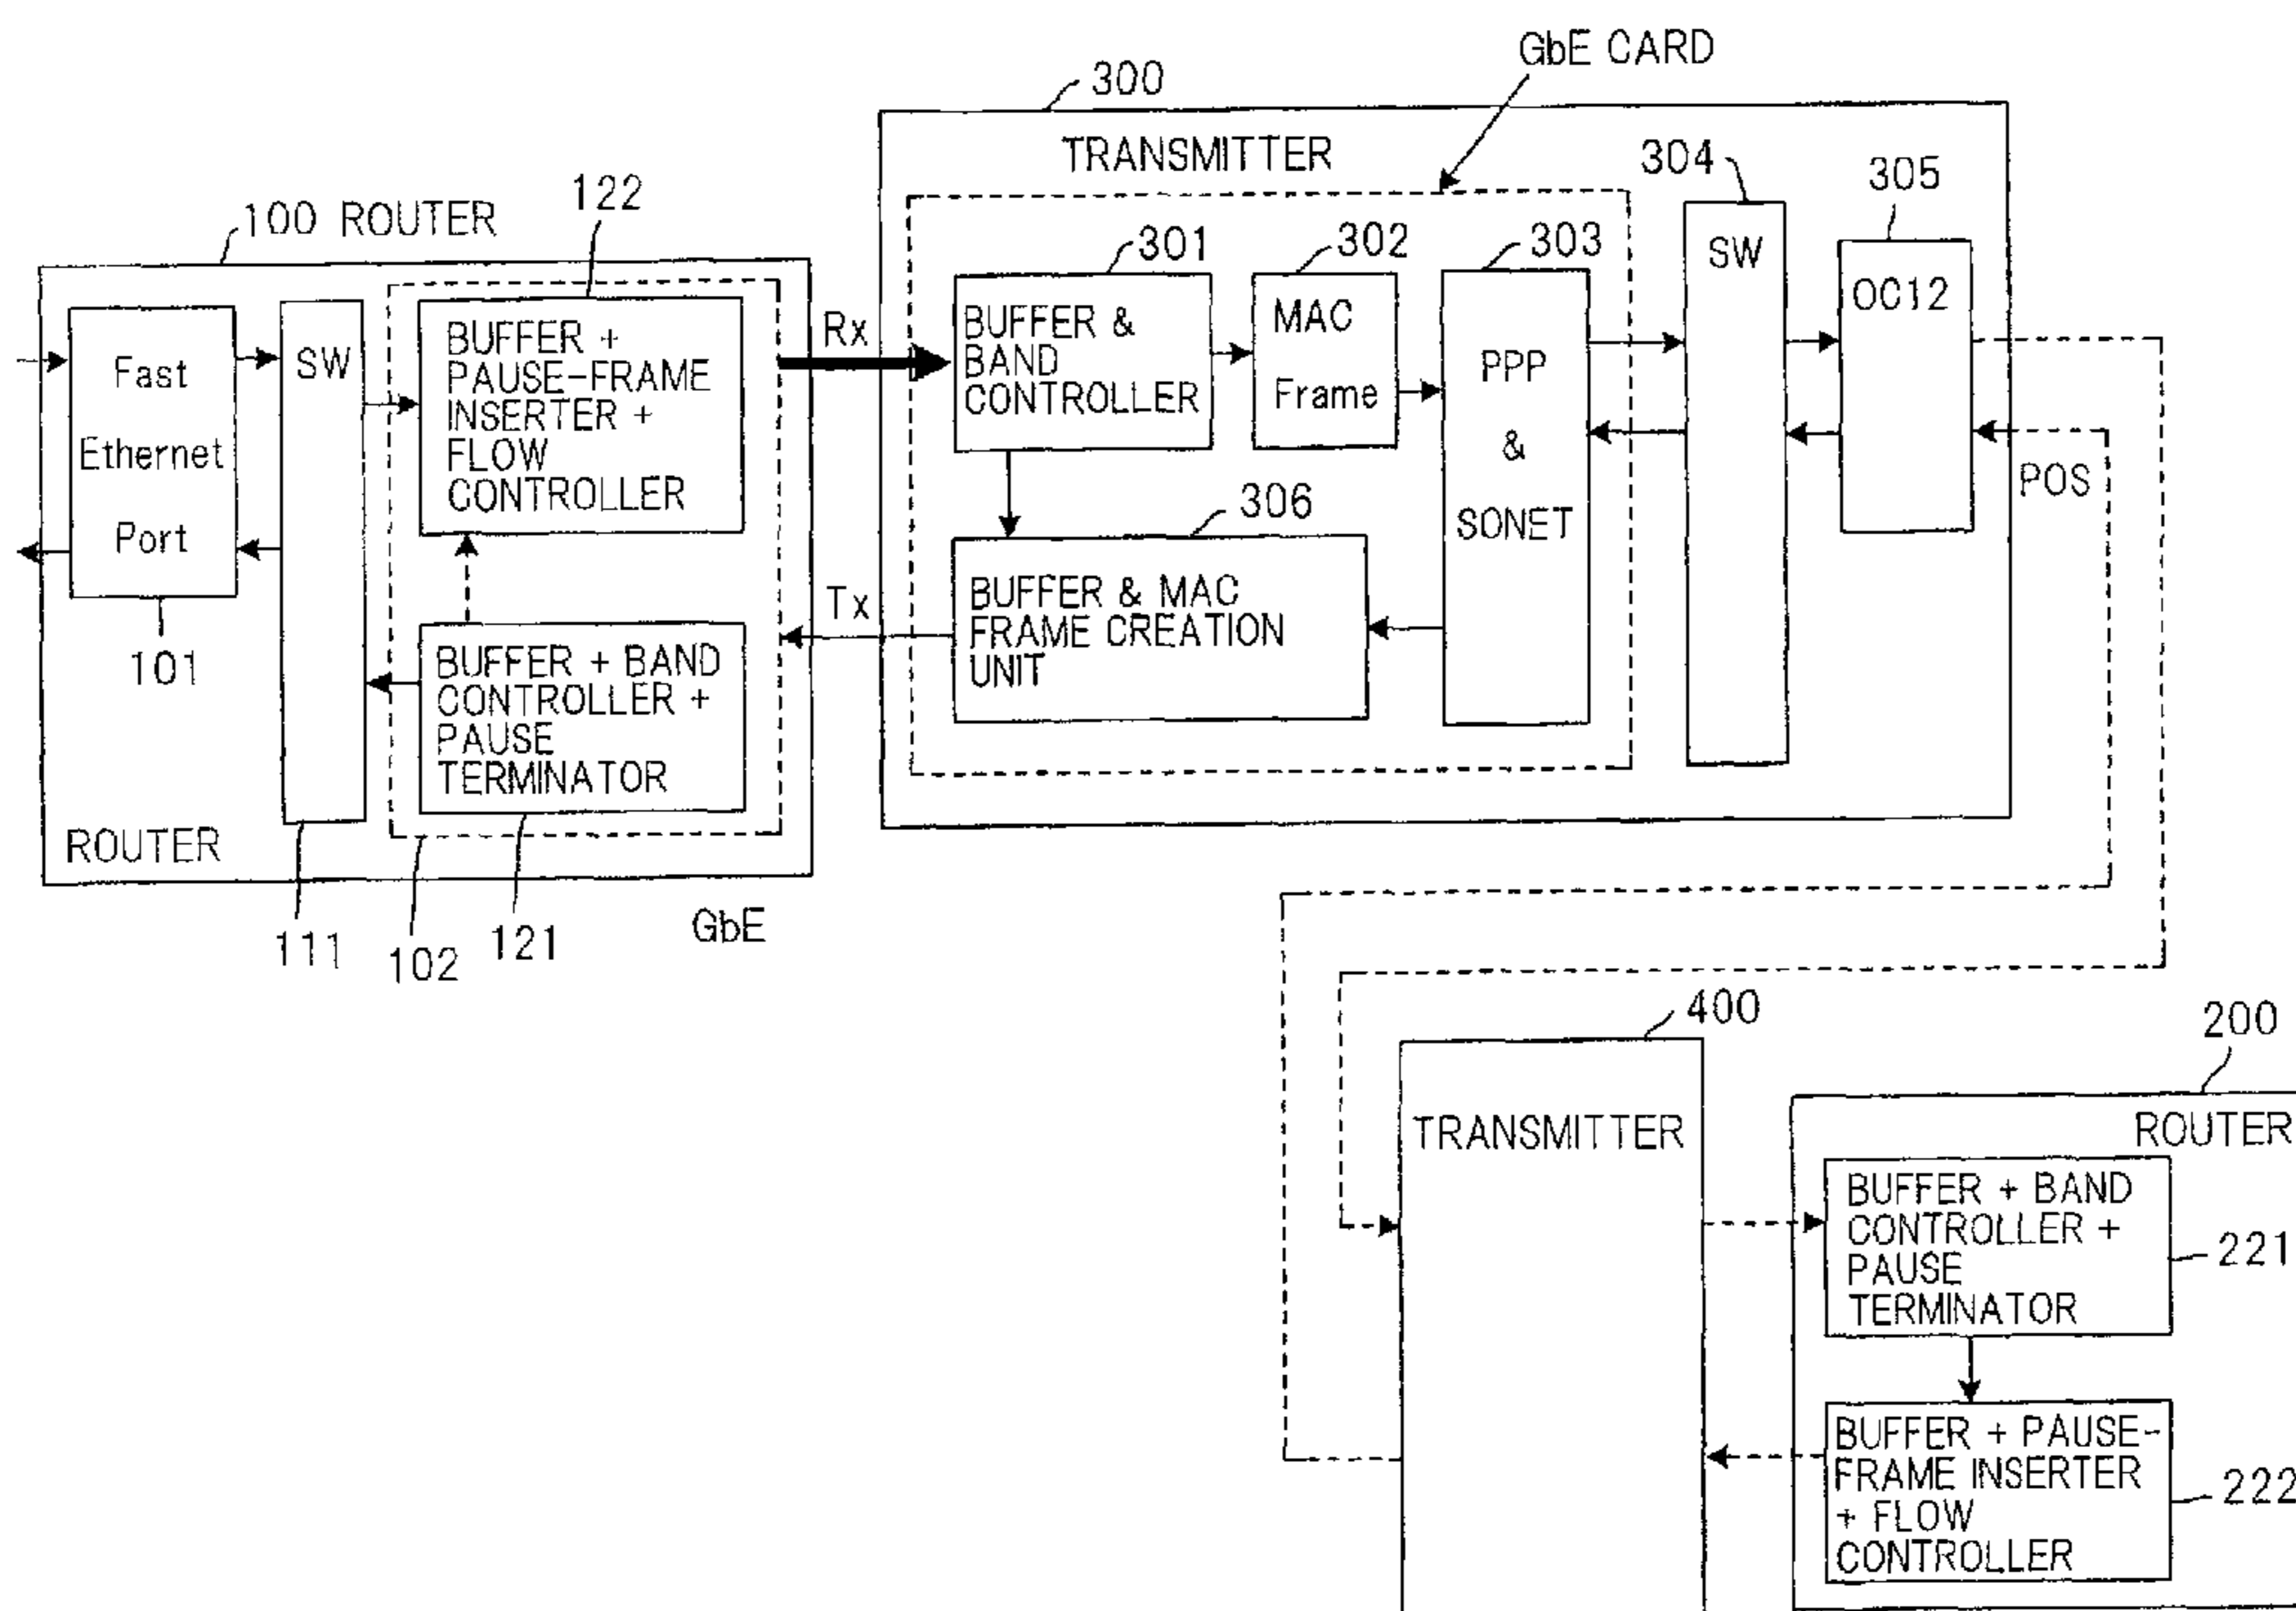 GbE CARD
300
TRANSMITTER
304
305
122
100 ROUTER
301
302
303
SW
OC12
BUFFER +
PAUSE-FRAME
INSERTER +
FLOW
CONTROLLER
Rx
BUFFER &
BAND
CONTROLLER
MAC
Frame
PPP
&
SONET
Fast
Ethernet
Port
SW
POS
306
BUFFER & MAC
FRAME CREATION
UNIT
Tx
101
BUFFER + BAND
CONTROLLER +
PAUSE
TERMINATOR
ROUTER
111
102
121
GbE
400
200
TRANSMITTER
ROUTER
BUFFER + BAND
CONTROLLER +
PAUSE
TERMINATOR
221
BUFFER + PAUSE-
FRAME INSERTER
+ FLOW
CONTROLLER
222